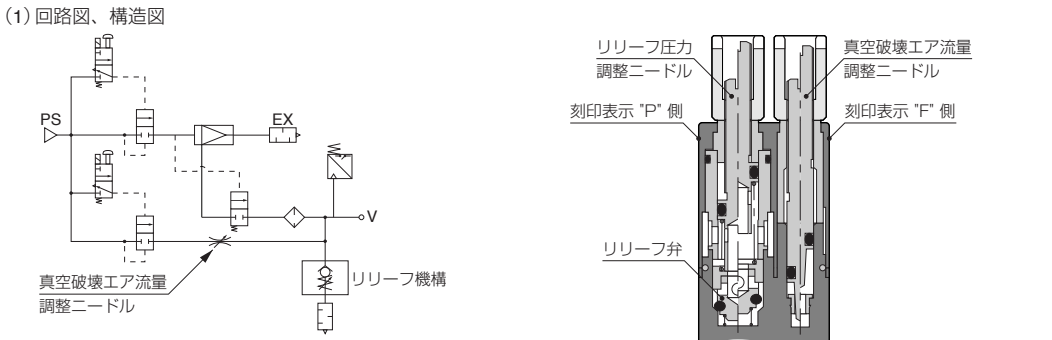 (1)回路図、構造図
PS
EX
V
真空破壊エア流量
調整ニードル
リリーフ機構
リリーフ圧力
調整ニードル
刻印表示 "P" 側
リリーフ弁
真空破壊エア流量
調整ニードル
刻印表示 "F" 側